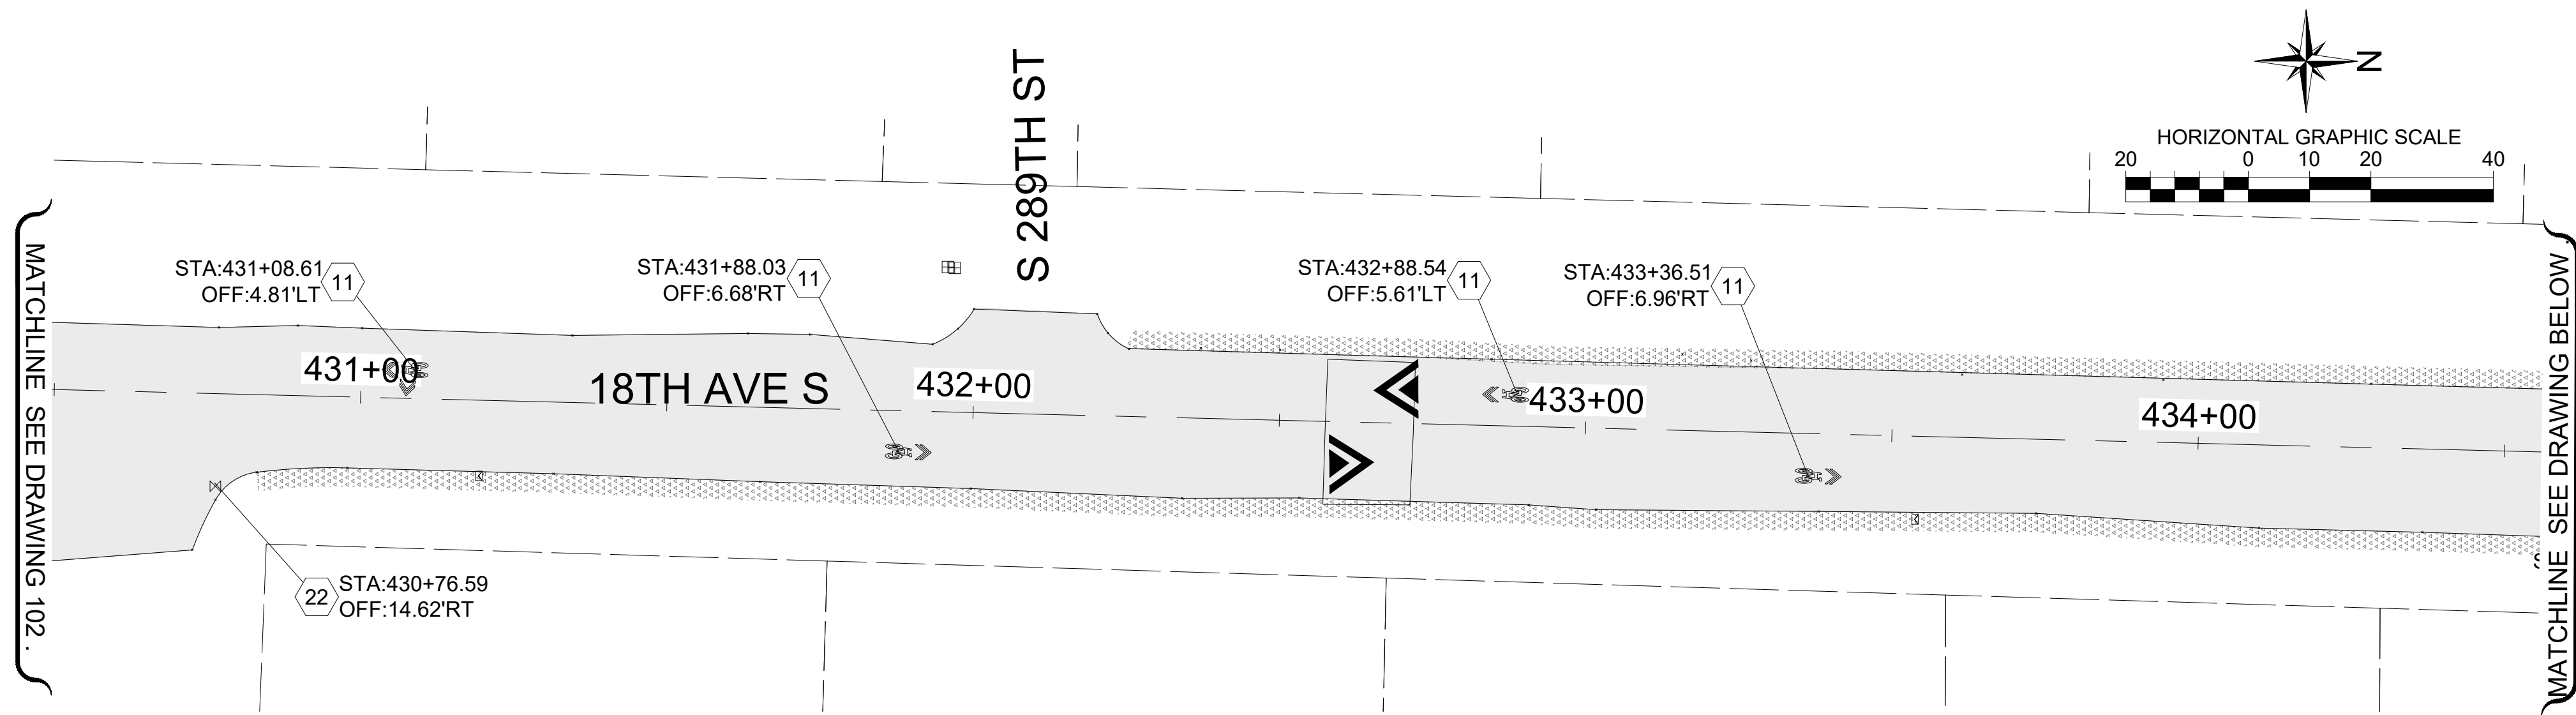 S 289TH ST
N
HORIZONTAL GRAPHIC SCALE
20 0 10 20 40
MATCHLINE SEE DRAWING 102 .
STA:431+08.61
OFF:4.81'LT
11
STA:431+88.03
OFF:6.68'RT
11
STA:432+88.54
OFF:5.61'LT
11
STA:433+36.51
OFF:6.96'RT
11
431+00
18TH AVE S
432+00
433+00
434+00
22
STA:430+76.59
OFF:14.62'RT
MATCHLINE SEE DRAWING BELOW .